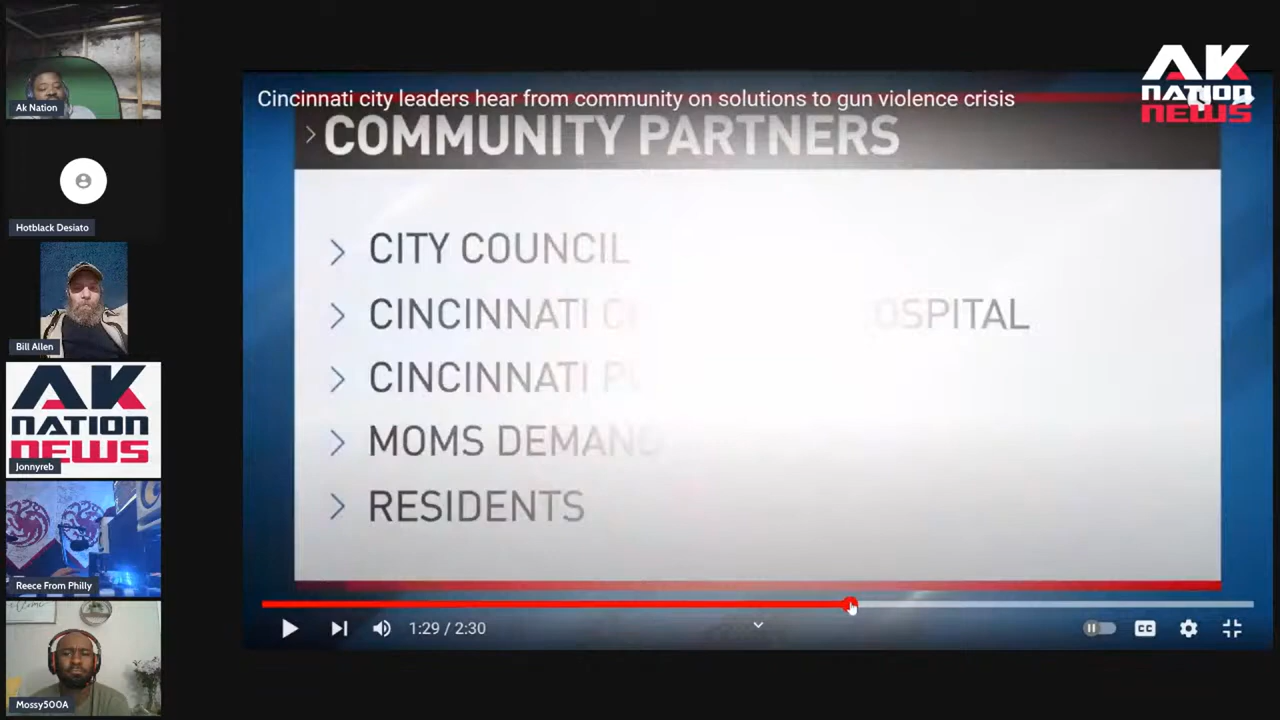 Ak Nation
Hotblack Desiato
Bill Allen
AK
NATION
NEWS
Jonnyreb
Reece From Philly
Mossy500A
Cincinnati city leaders hear from community on solutions to gun violence crisis
AK
NATION
NEWS
COMMUNITY PARTNERS
CITY COUNCIL
CINCINNATI
CINCINNATI
MOMS DEMAND
RESIDENTS
1:29 / 2:30
CC